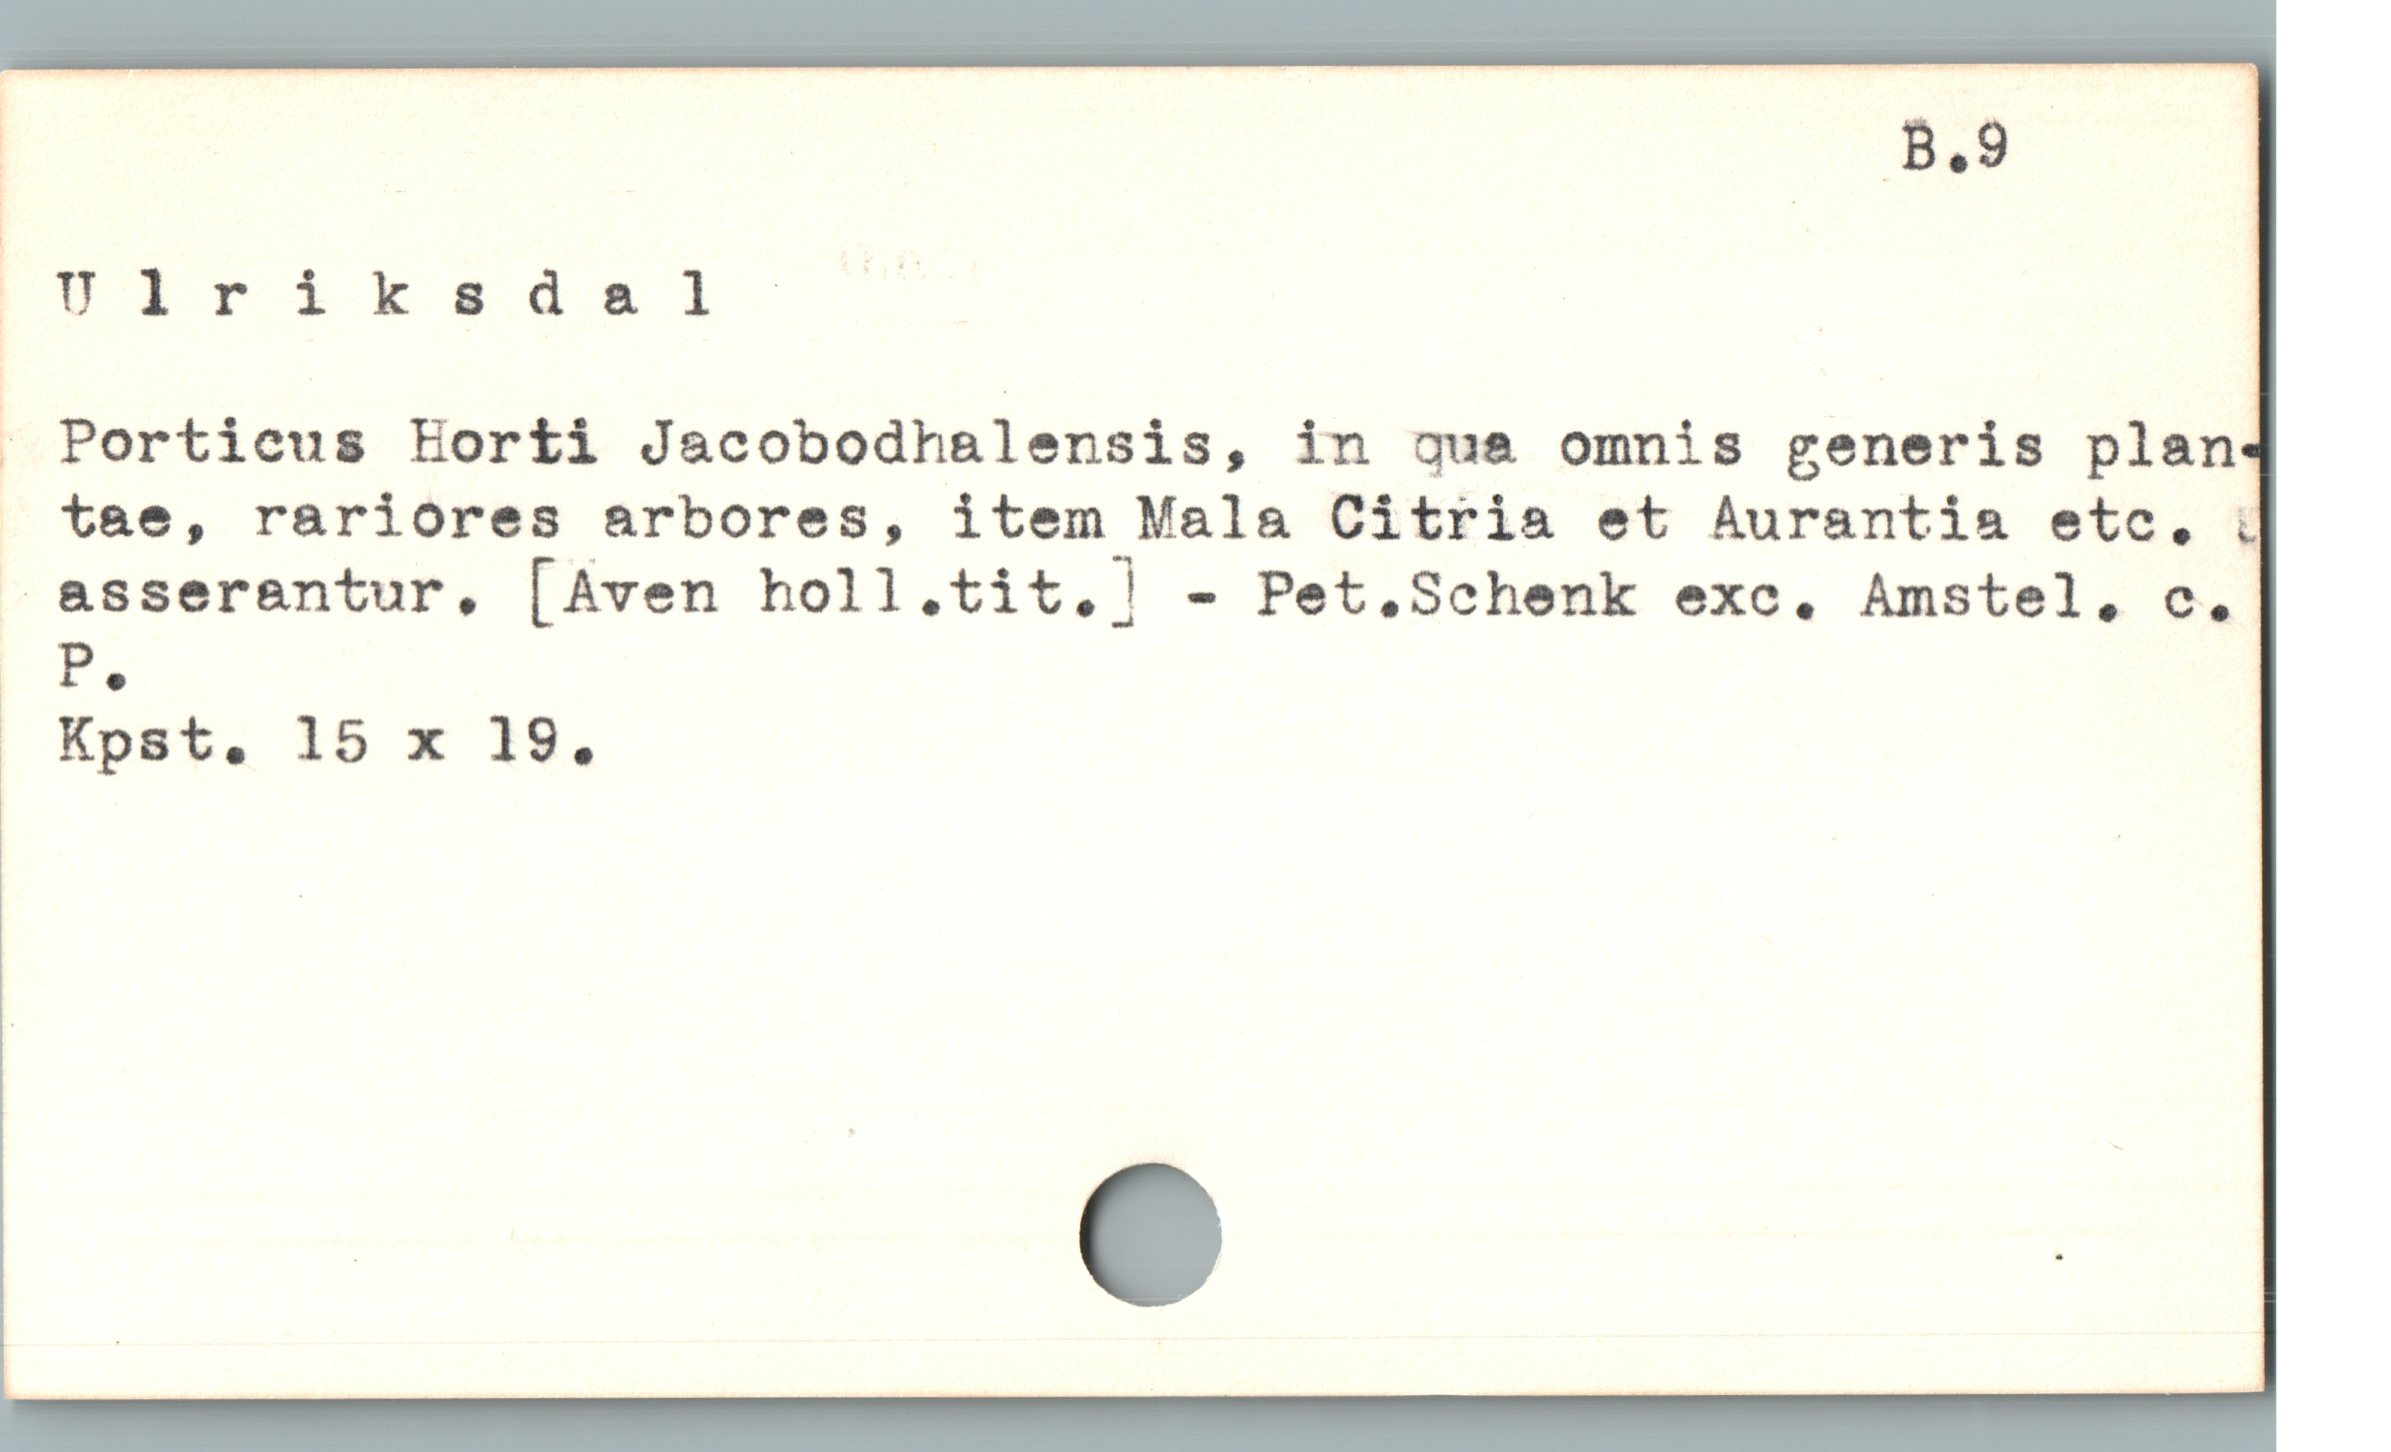 B.9
U l r i k s d a l
Porticus Horti Jacobodhalensis, in qua omnis generis plan-
tae, rariores arbores, item Mala Citria et Aurantia etc.
asserantur. [Aven holl.tit.] - Pet.Schenk exc. Amstel. c.
P.
Kpst. 15 x 19.